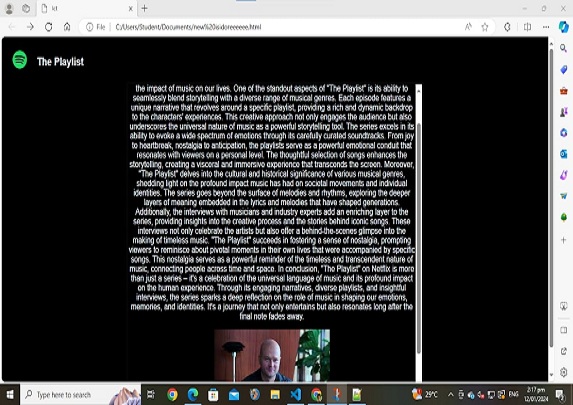 File
C:/Users/Student/Documents/new%20isidoreeeeee.html
The Playlist
the impact of music on our lives. One of the standout aspects of "The Playlist" is its ability to
seamlessly blend storytelling with a diverse range of musical genres. Each episode features a
unique narrative that revolves around a specific playlist, providing a rich and dynamic backdrop
to the characters' experiences. This creative approach not only engages the audience but also
underscores the universal nature of music as a powerful storytelling tool. The series excels in its
ability to evoke a wide spectrum of emotions through its carefully curated soundtracks. From joy
to heartbreak, nostalgia to anticipation, the playlists serve as a powerful emotional conduit that
resonates with viewers on a personal level. The thoughtful selection of songs enhances the
storytelling, creating a visceral and immersive experience that transcends the screen. Moreover,
"The Playlist" delves into the cultural and historical significance of various musical genres,
shedding light on the profound impact music has had on societal movements and individual
identities. The series goes beyond the surface of melodies and rhythms, exploring the deeper
layers of meaning embedded in the lyrics and melodies that have shaped generations.
Additionally, the interviews with musicians and industry experts add an enriching layer to the
series, providing insights into the creative process and the stories behind iconic songs. These
interviews not only celebrate the artists but also offer a behind-the-scenes glimpse into the
making of timeless music. "The Playlist" succeeds in fostering a sense of nostalgia, prompting
viewers to reminisce about pivotal moments in their own lives that were accompanied by specific
songs. This nostalgia serves as a powerful reminder of the timeless and transcendent nature of
music, connecting people across time and space. In conclusion, "The Playlist" on Netflix is more
than just a series – it's a celebration of the universal language of music and its profound impact
on the human experience. Through its engaging narratives, diverse playlists, and insightful
interviews, the series sparks a deep reflection on the role of music in shaping our emotions,
memories, and identities. It's a journey that not only entertains but also resonates long after the
final note fades away.
Type here to search
29°C
ENG
2:17 pm
12/01/2024